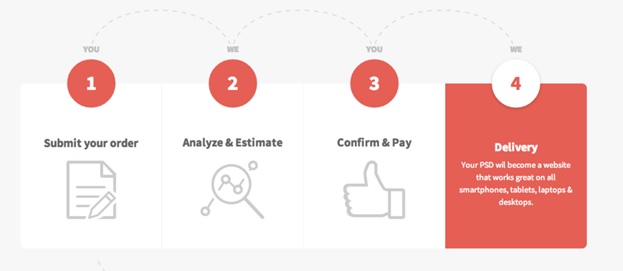 YOU
WE
YOU
WE
1
2
3
4
Submit your order
Analyze & Estimate
Confirm & Pay
Delivery
Your PSD wil become a website
that works great on all
smartphones, tablets, laptops &
desktops.